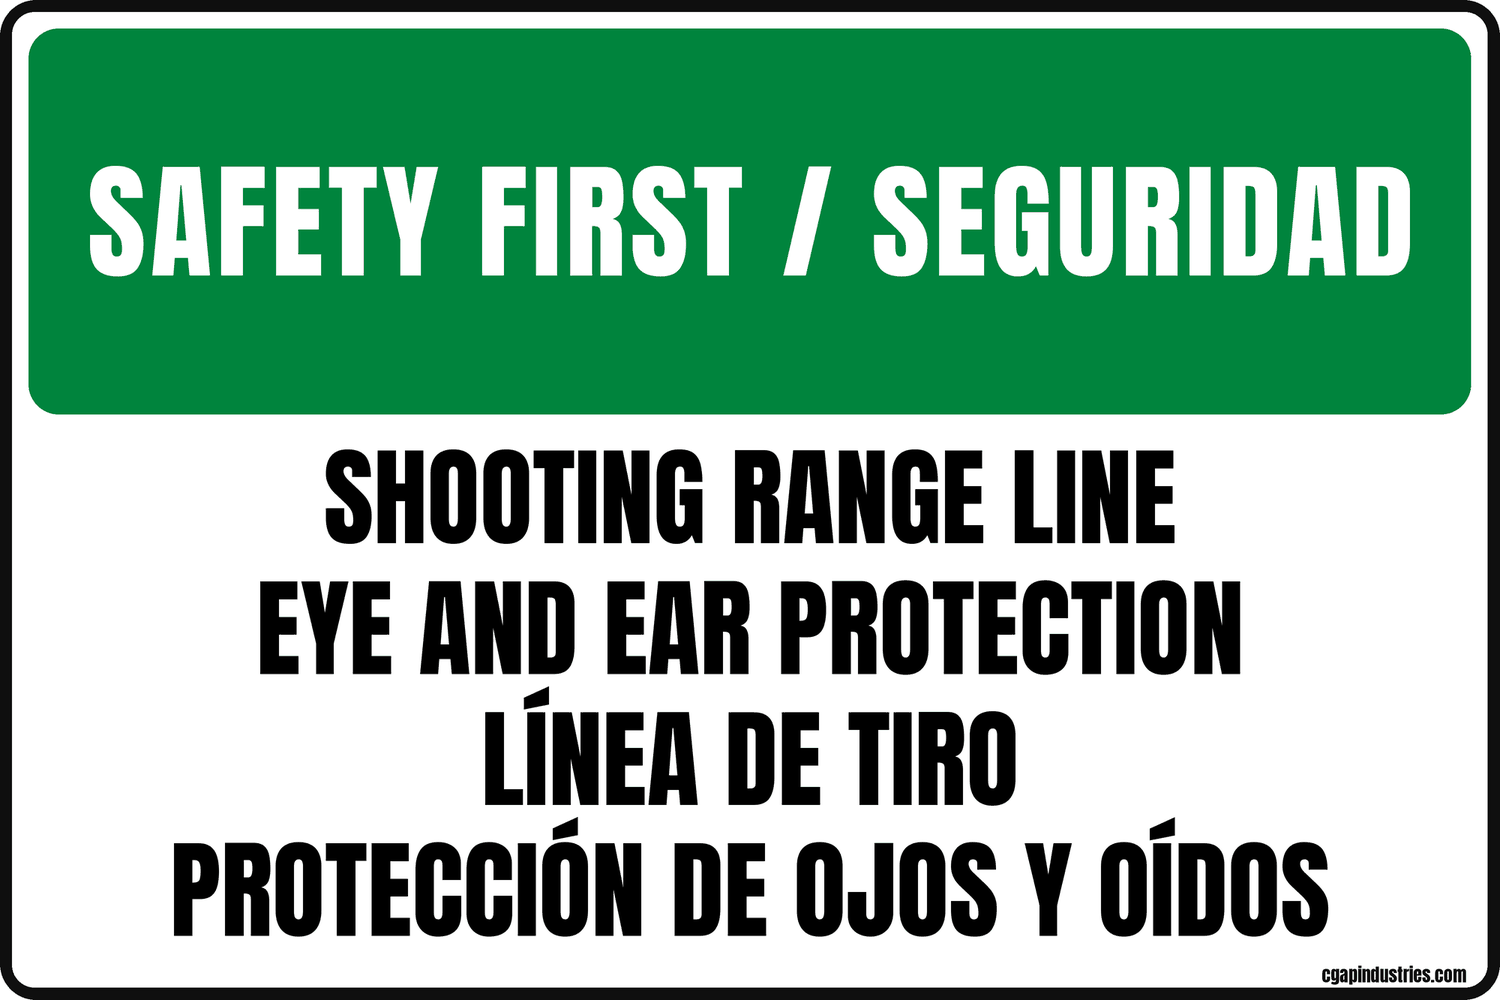 SAFETY FIRST / SEGURIDAD
SHOOTING RANGE LINE
EYE AND EAR PROTECTION
LÍNEA DE TIRO
PROTECCIÓN DE OJOS Y OÍDOS
cgapindustries.com